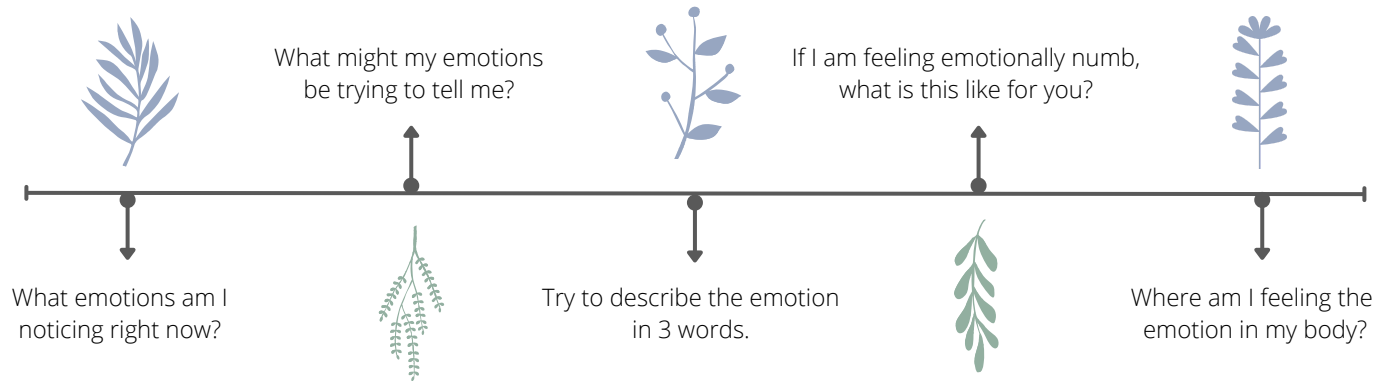 What emotions am I
noticing right now?
What might my emotions
be trying to tell me?
Try to describe the emotion
in 3 words.
If I am feeling emotionally numb,
what is this like for you?
Where am I feeling the
emotion in my body?